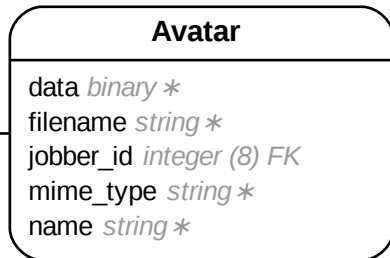 Avatar
data binary ∗
filename string ∗
jobber_id integer (8) FK
mime_type string ∗
name string ∗